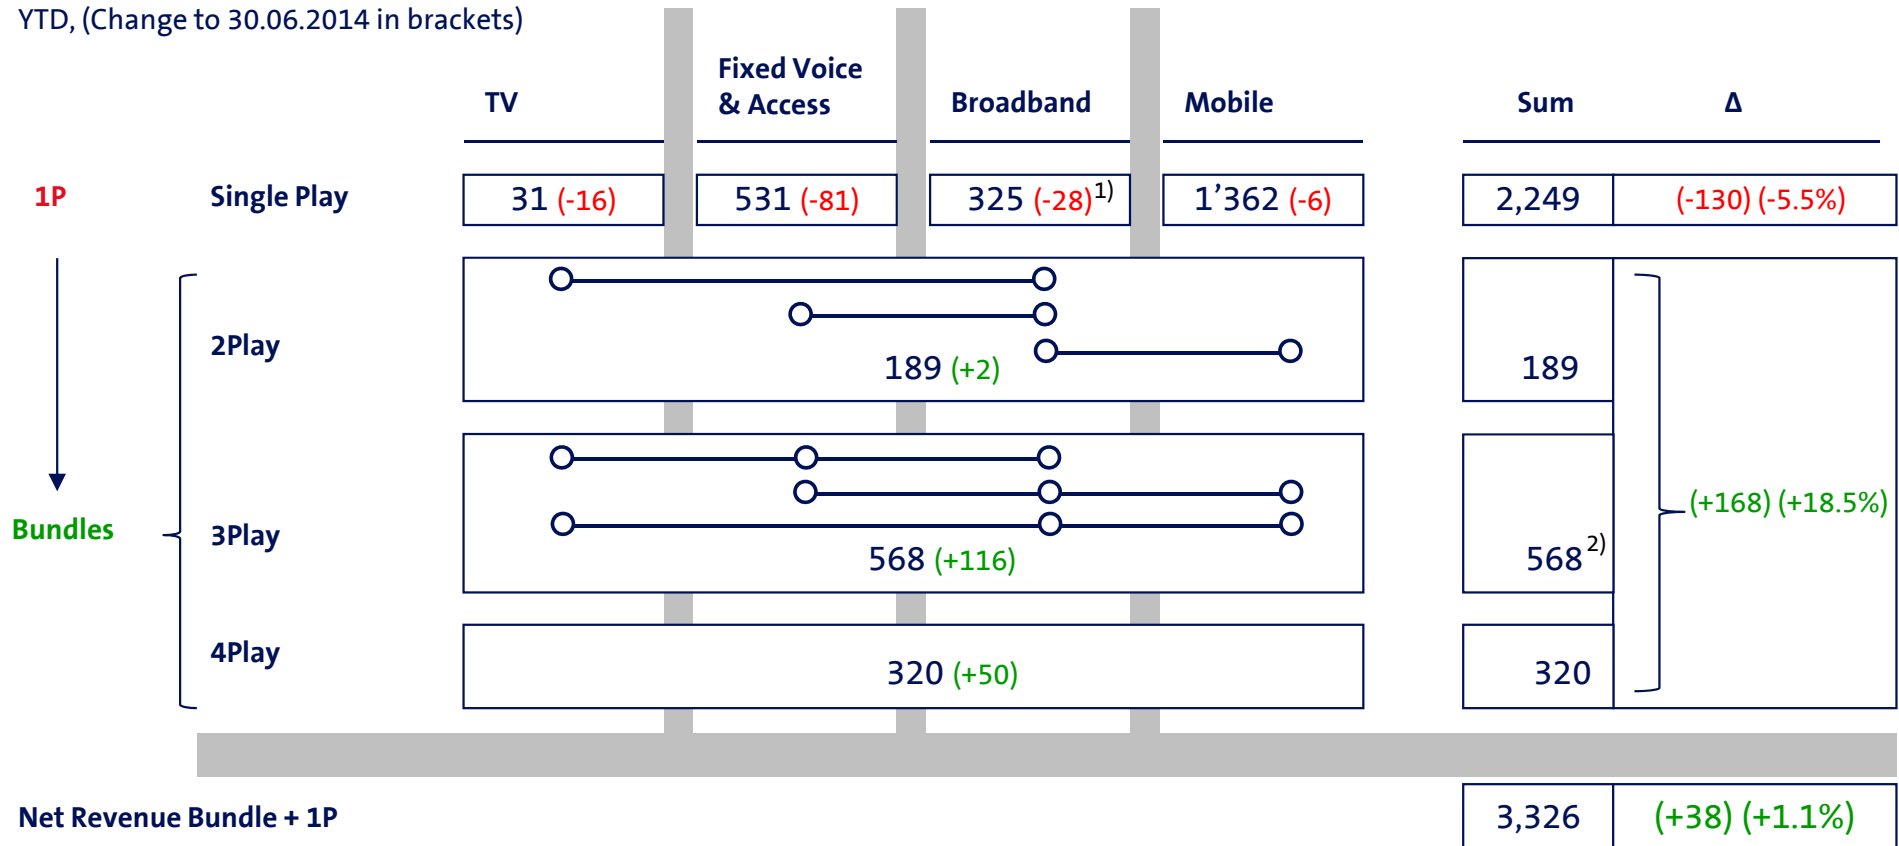 YTD, (Change to 30.06.2014 in brackets)
TV
Fixed Voice
& Access
Broadband
Mobile
Sum
Δ
1P
Single Play
31 (-16)
531 (-81)
325 (-28)1)
1’362 (-6)
2,249
(-130) (-5.5%)
2Play
189 (+2)
189
Bundles
3Play
568 (+116)
568 2)
(+168) (+18.5%)
4Play
320 (+50)
320
Net Revenue Bundle + 1P
3,326
(+38) (+1.1%)